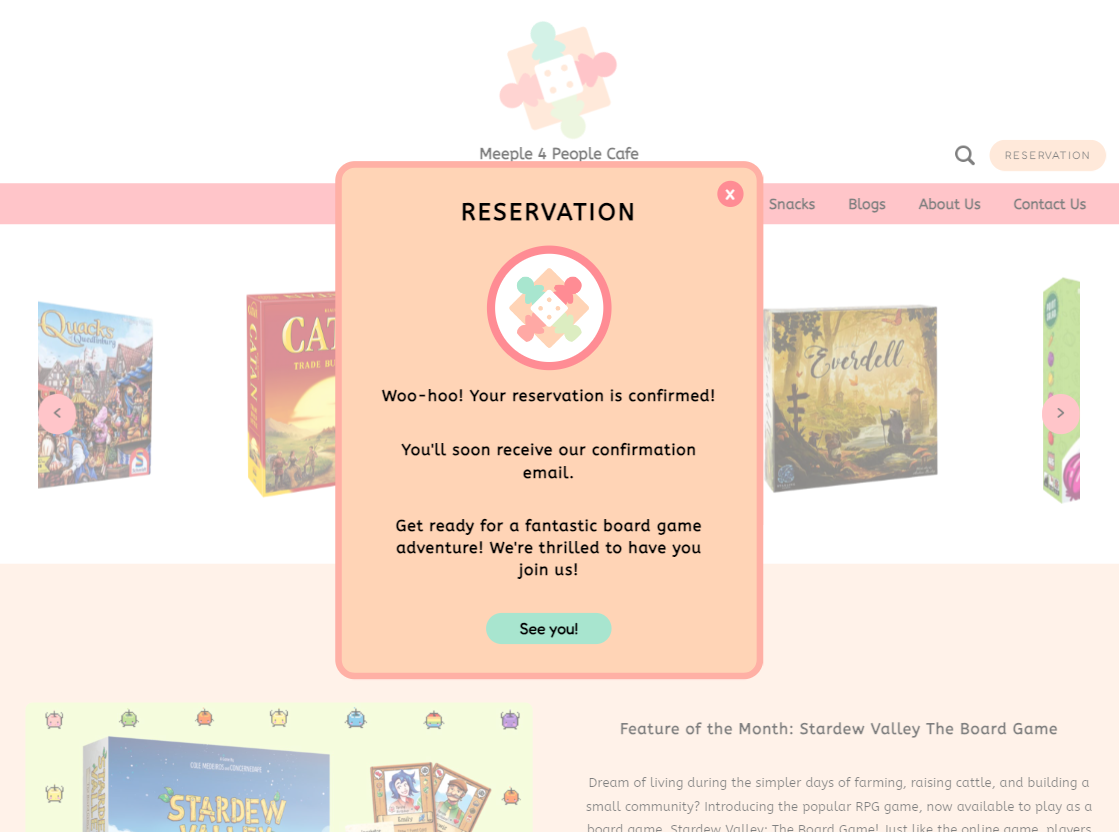 Meeple 4 People Cafe
RESERVATION
Snacks
Blogs
About Us
Contact Us
RESERVATION
X
Quacks
Quedlinburg
CATAN
CAT
TRADE BU
Everdell
<
>
Woo-hoo! Your reservation is confirmed!
You'll soon receive our confirmation
email.
Get ready for a fantastic board game
adventure! We're thrilled to have you
join us!
See you!
Feature of the Month: Stardew Valley The Board Game
STARDEW
VALLEY
Dream of living during the simpler days of farming, raising cattle, and building a
small community? Introducing the popular RPG game, now available to play as a
board game, Stardew Valley: The Board Game! Just like the online game, players